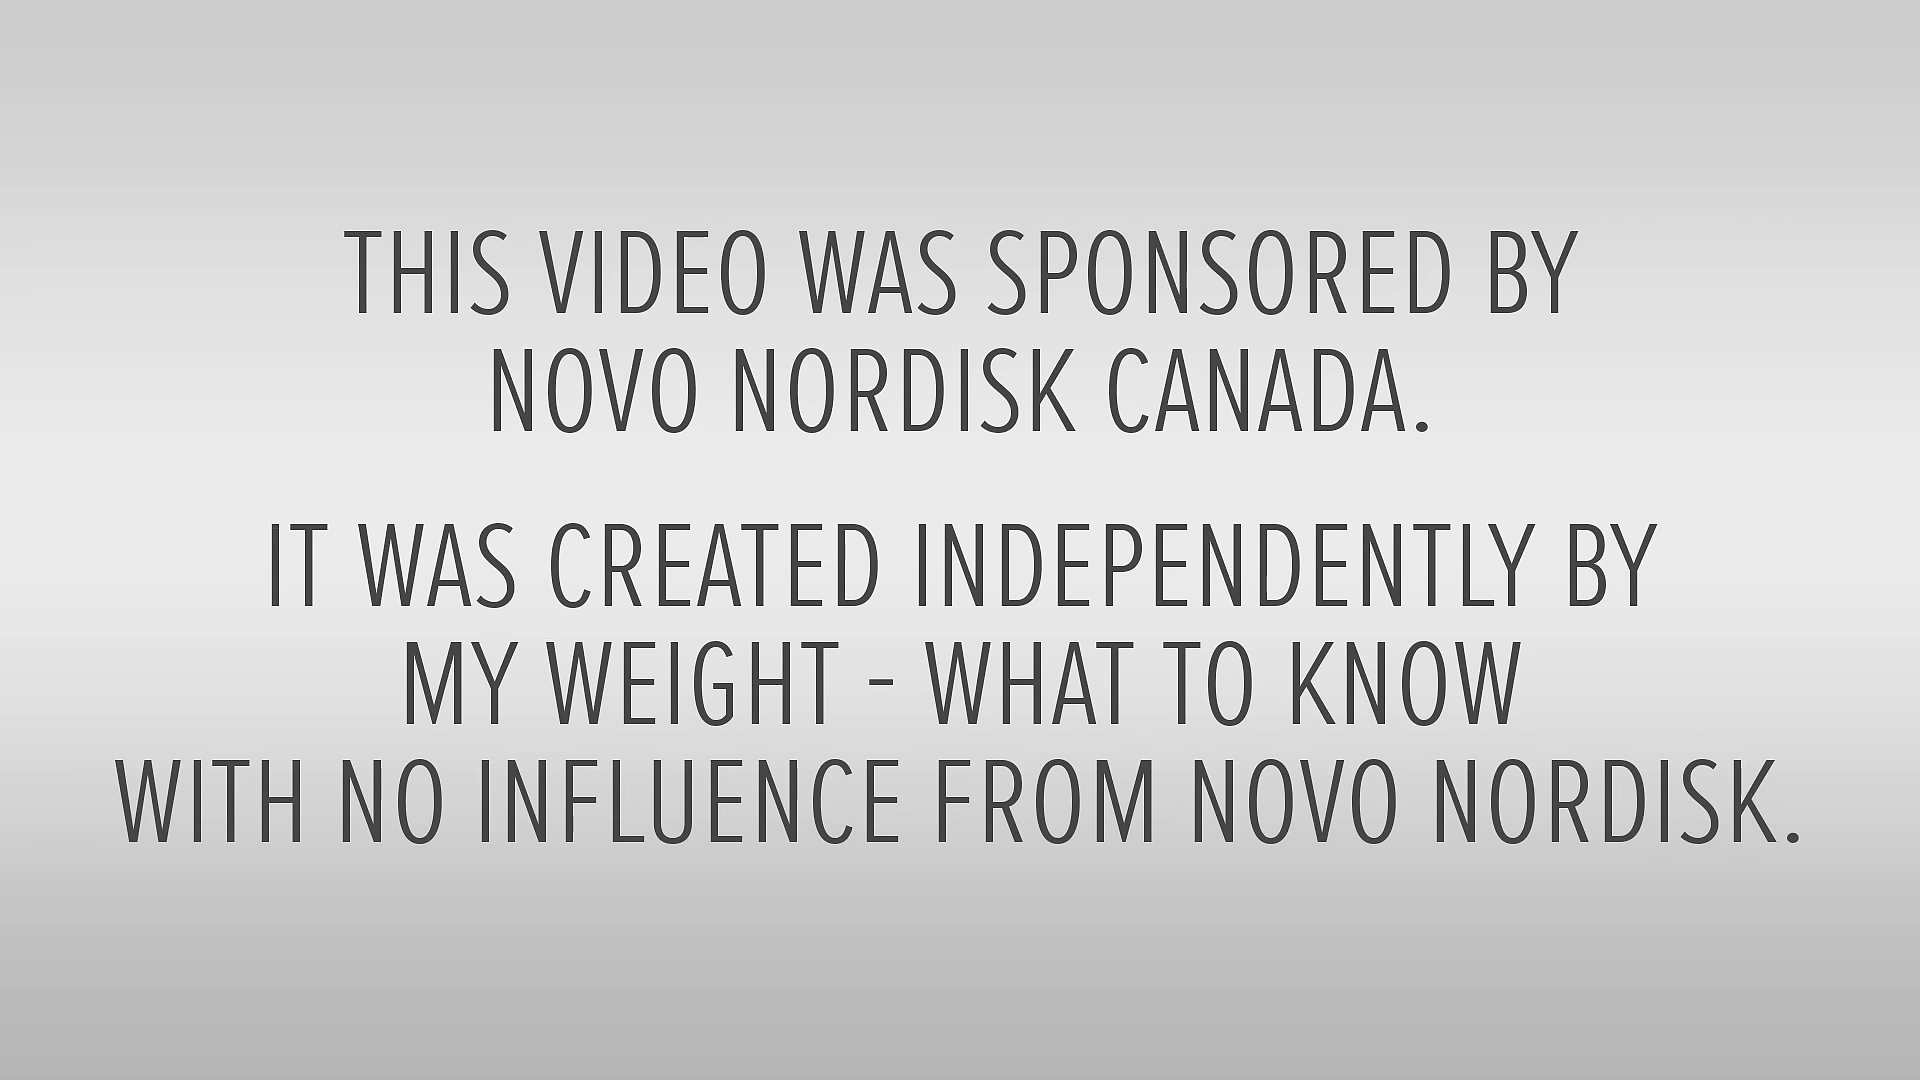 THIS VIDEO WAS SPONSORED BY
NOVO NORDISK CANADA.
IT WAS CREATED INDEPENDENTLY BY
MY WEIGHT - WHAT TO KNOW
WITH NO INFLUENCE FROM NOVO NORDISK.